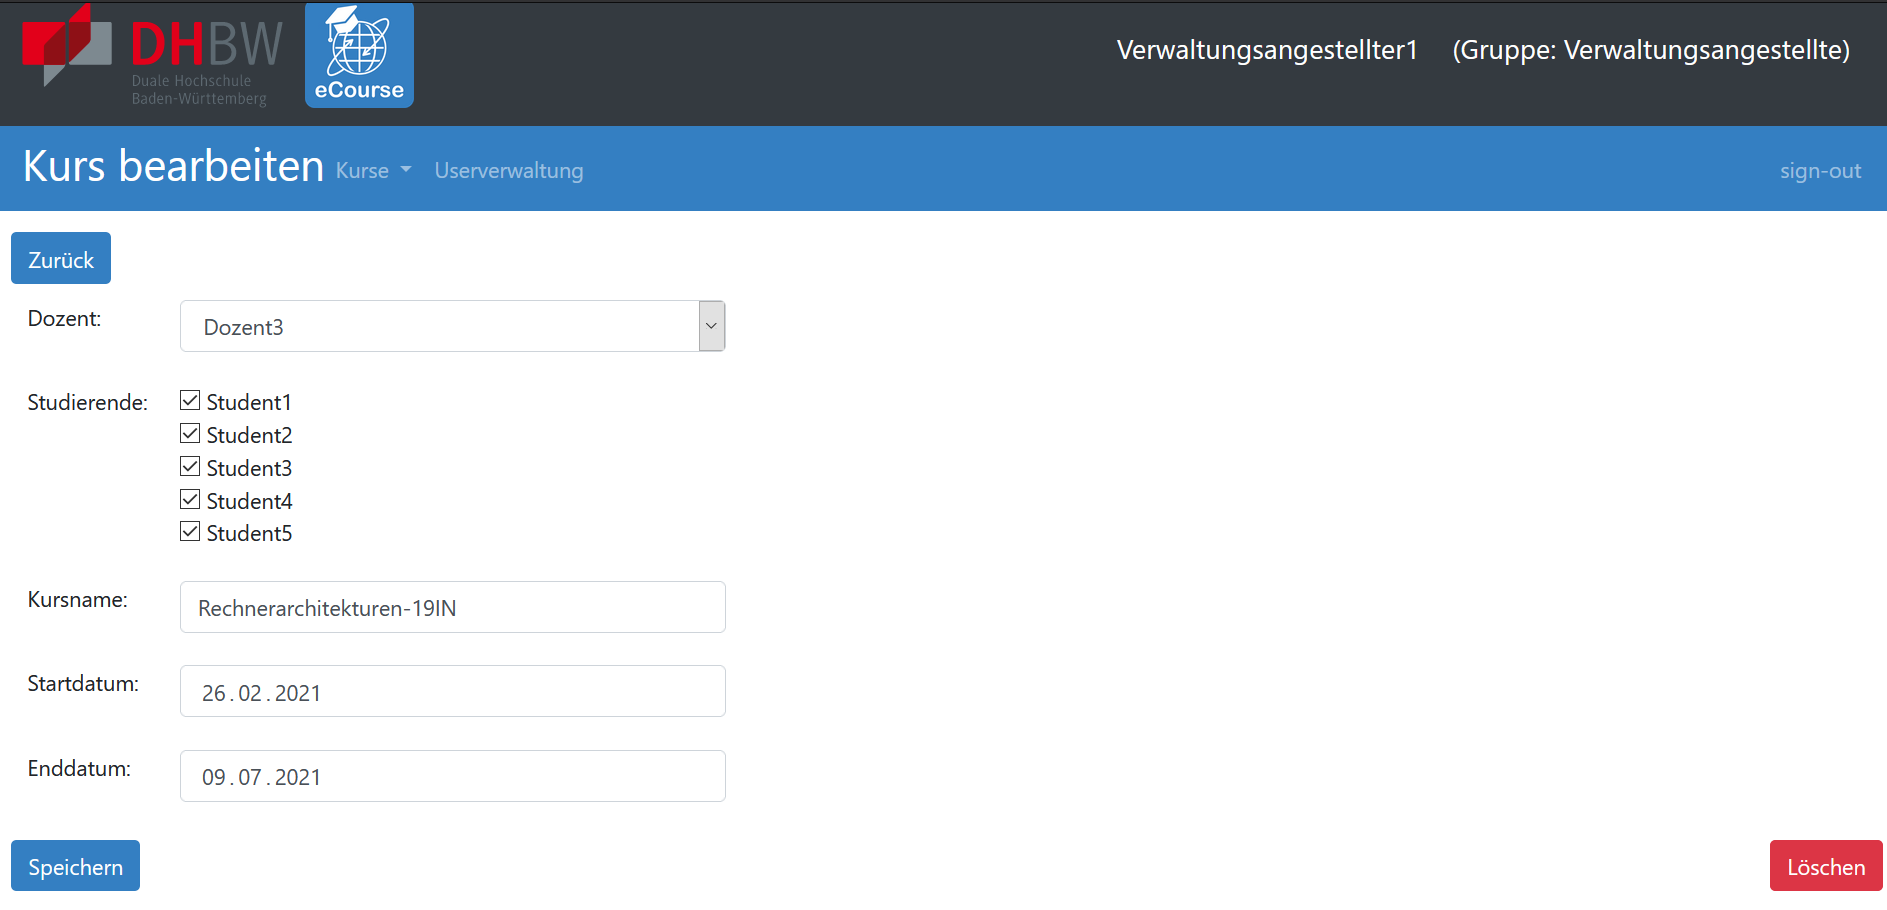 DHBW
Duale Hochschule
Baden-Württemberg
eCourse
Verwaltungsangestellter1 (Gruppe: Verwaltungsangestellte)
Kurs bearbeiten Kurse Userverwaltung sign-out
Zurück
Dozent: Dozent3
Studierende: Student1
Student2
Student3
Student4
Student5
Kursname: Rechnerarchitekturen-19IN
Startdatum: 26.02.2021
Enddatum: 09.07.2021
Speichern Löschen